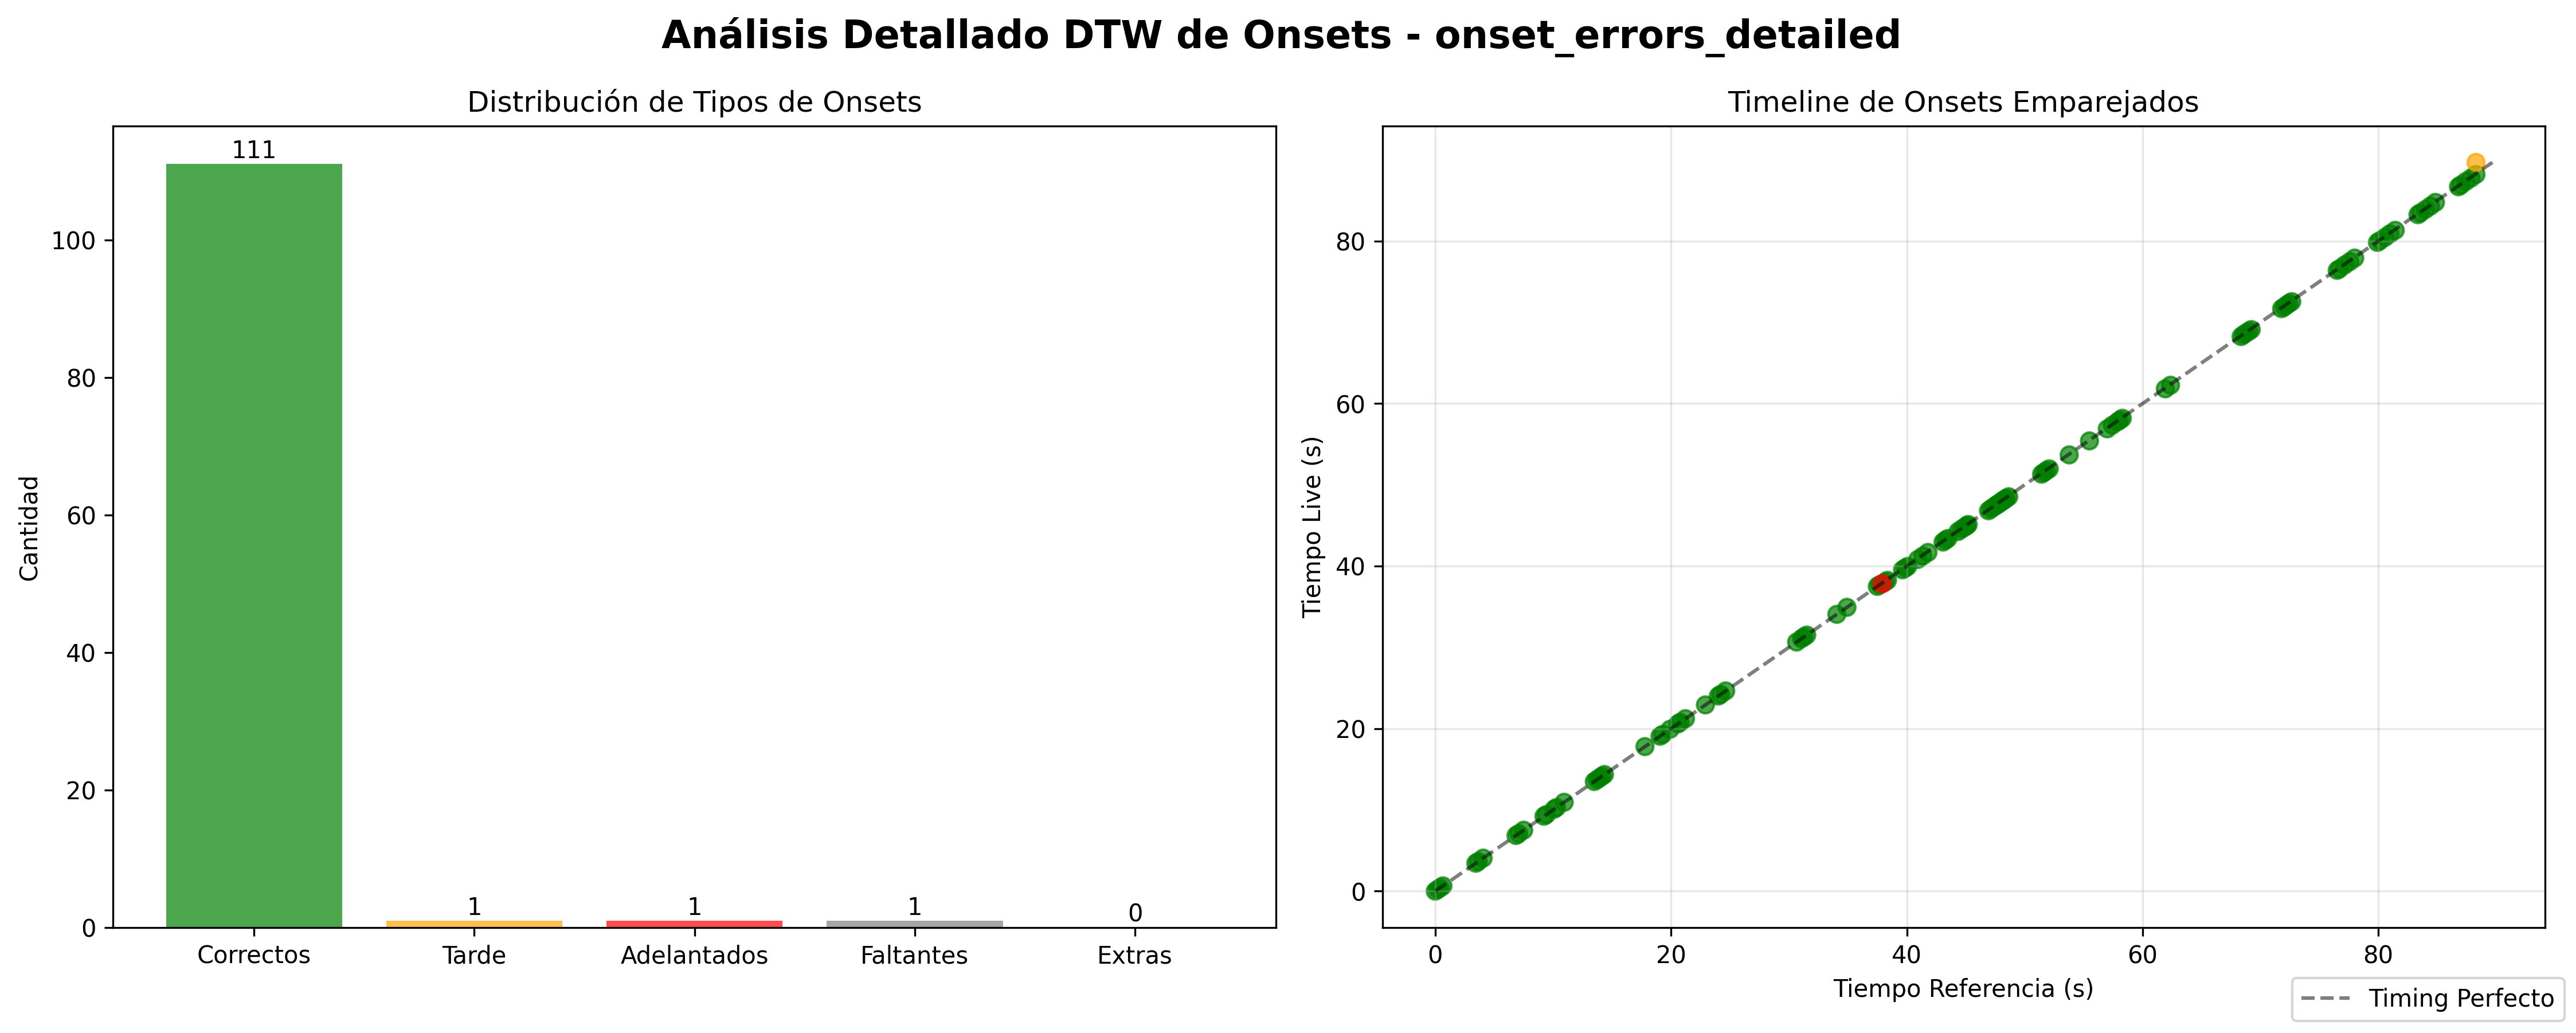 Análisis Detallado DTW de Onsets - onset_errors_detailed
Distribución de Tipos de Onsets
Cantidad
100
80
60
40
20
0
111
1
1
1
0
Correctos
Tarde
Adelantados
Faltantes
Extras
Timeline de Onsets Emparejados
Tiempo Live (s)
80
60
40
20
0
0
20
40
60
80
Tiempo Referencia (s)
Timing Perfecto